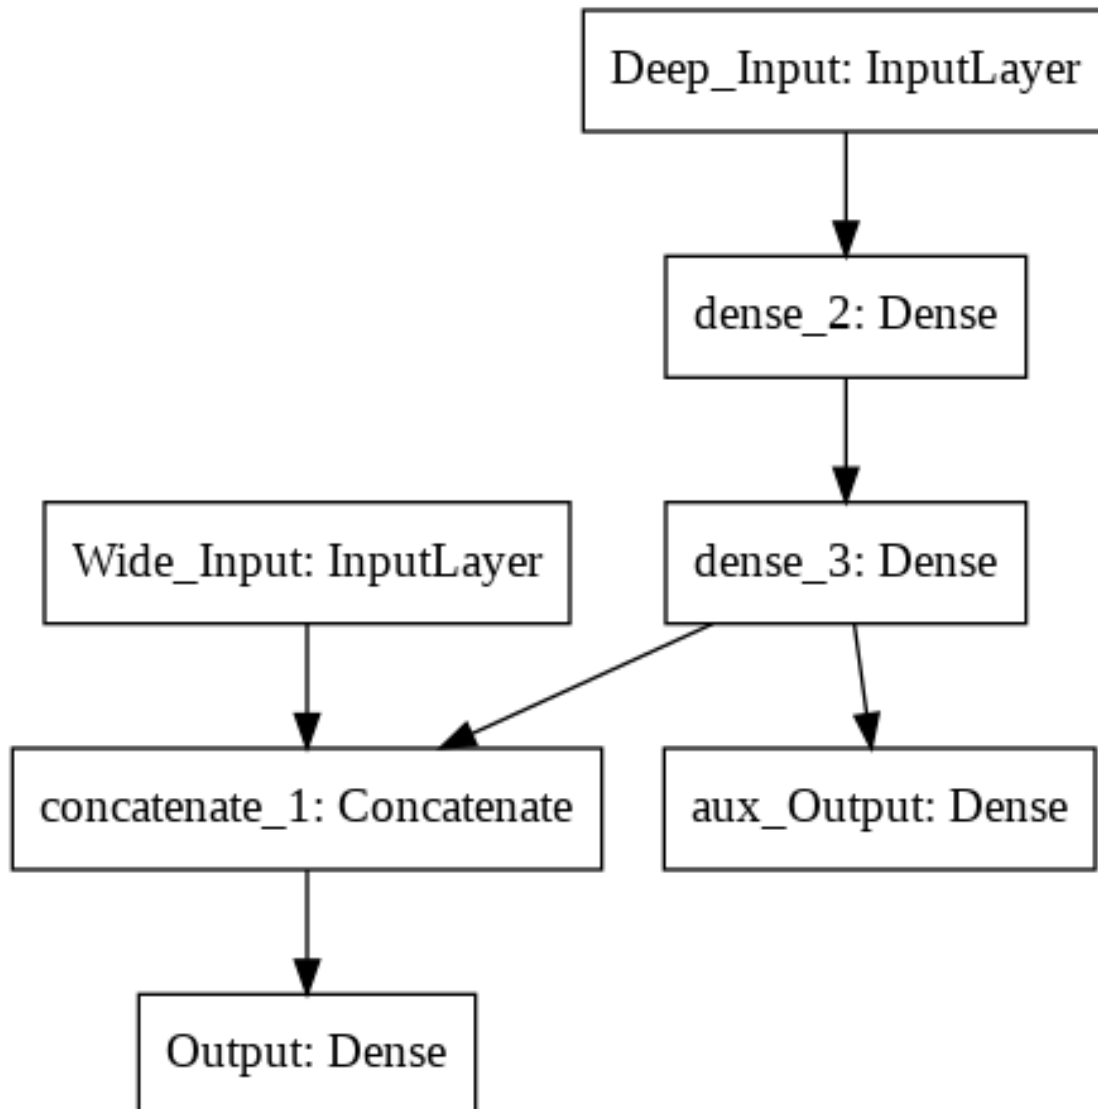 Deep_Input: InputLayer
dense_2: Dense
Wide_Input: InputLayer
dense_3: Dense
concatenate_1: Concatenate
aux_Output: Dense
Output: Dense